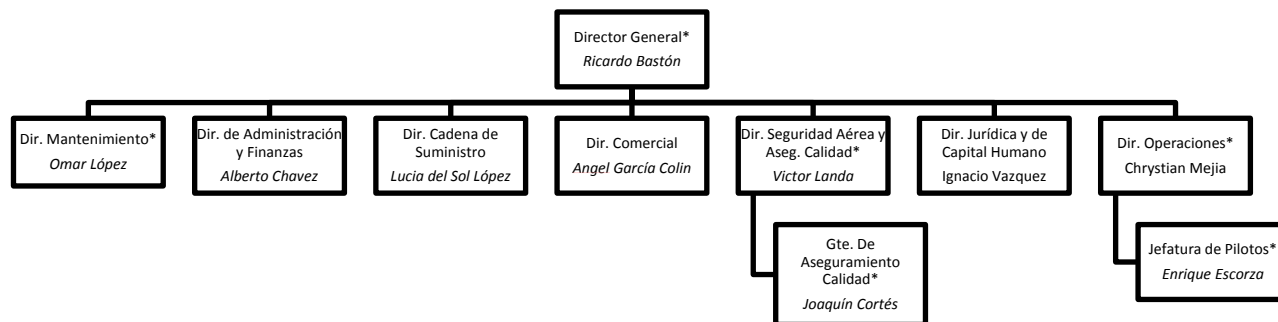 Director General*
Ricardo Bastón
Dir. Mantenimiento*
Omar López
Dir. de Administración
y Finanzas
Alberto Chavez
Dir. Cadena de
Suministro
Lucia del Sol López
Dir. Comercial
Angel García Colin
Dir. Seguridad Aérea y
Aseg. Calidad*
Victor Landa
Dir. Jurídica y de
Capital Humano
Ignacio Vazquez
Dir. Operaciones*
Chrystian Mejia
Gte. De
Aseguramiento
Calidad*
Joaquín Cortés
Jefatura de Pilotos*
Enrique Escorza